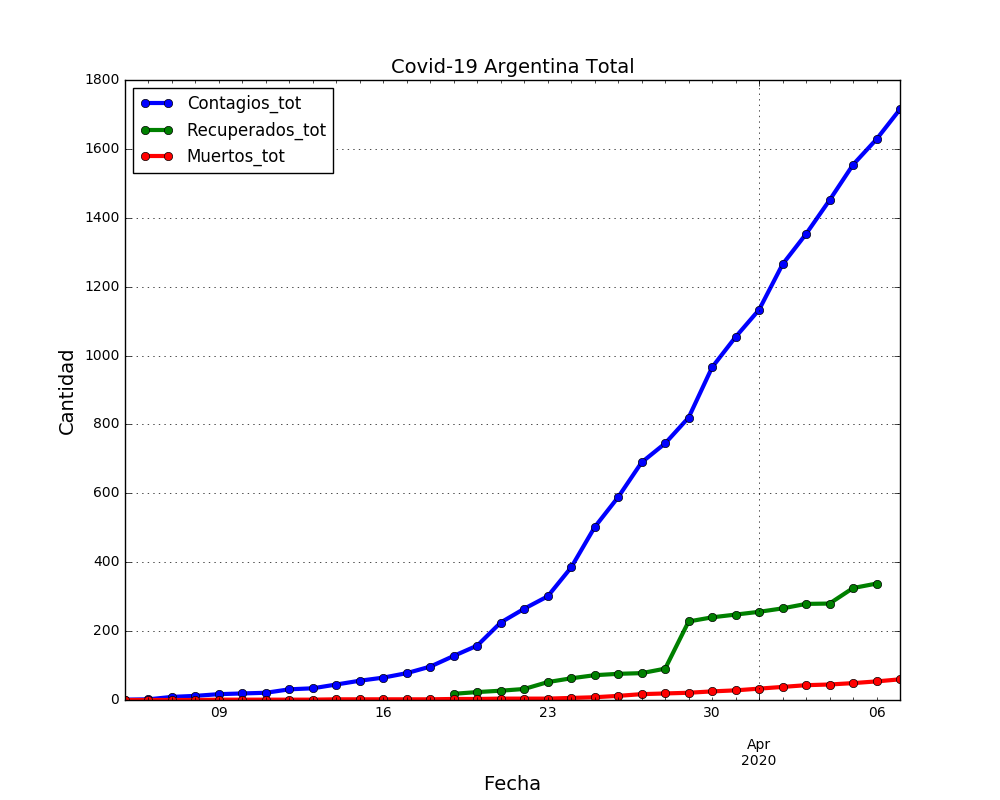 Covid-19 Argentina Total
Contagios_tot
Recuperados_tot
Muertos_tot
1800
1600
1400
1200
1000
800
600
400
200
0
Cantidad
09 16 23 30 06
Apr
2020
Fecha